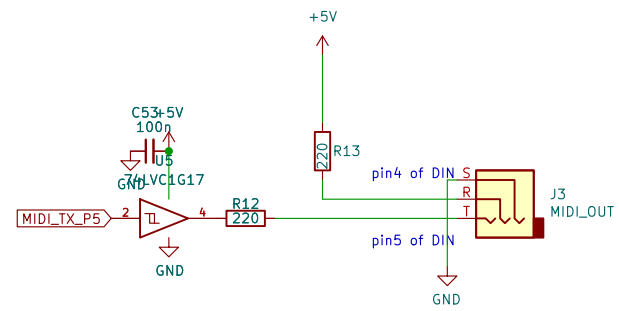 +5V
C53
+5V
100n
U5
GND
74LVC1G17
220
R13
pin4 of DIN
S
R
T
J3
MIDI_OUT
MIDI_TX_P5
2
4
R12
220
pin5 of DIN
GND
GND